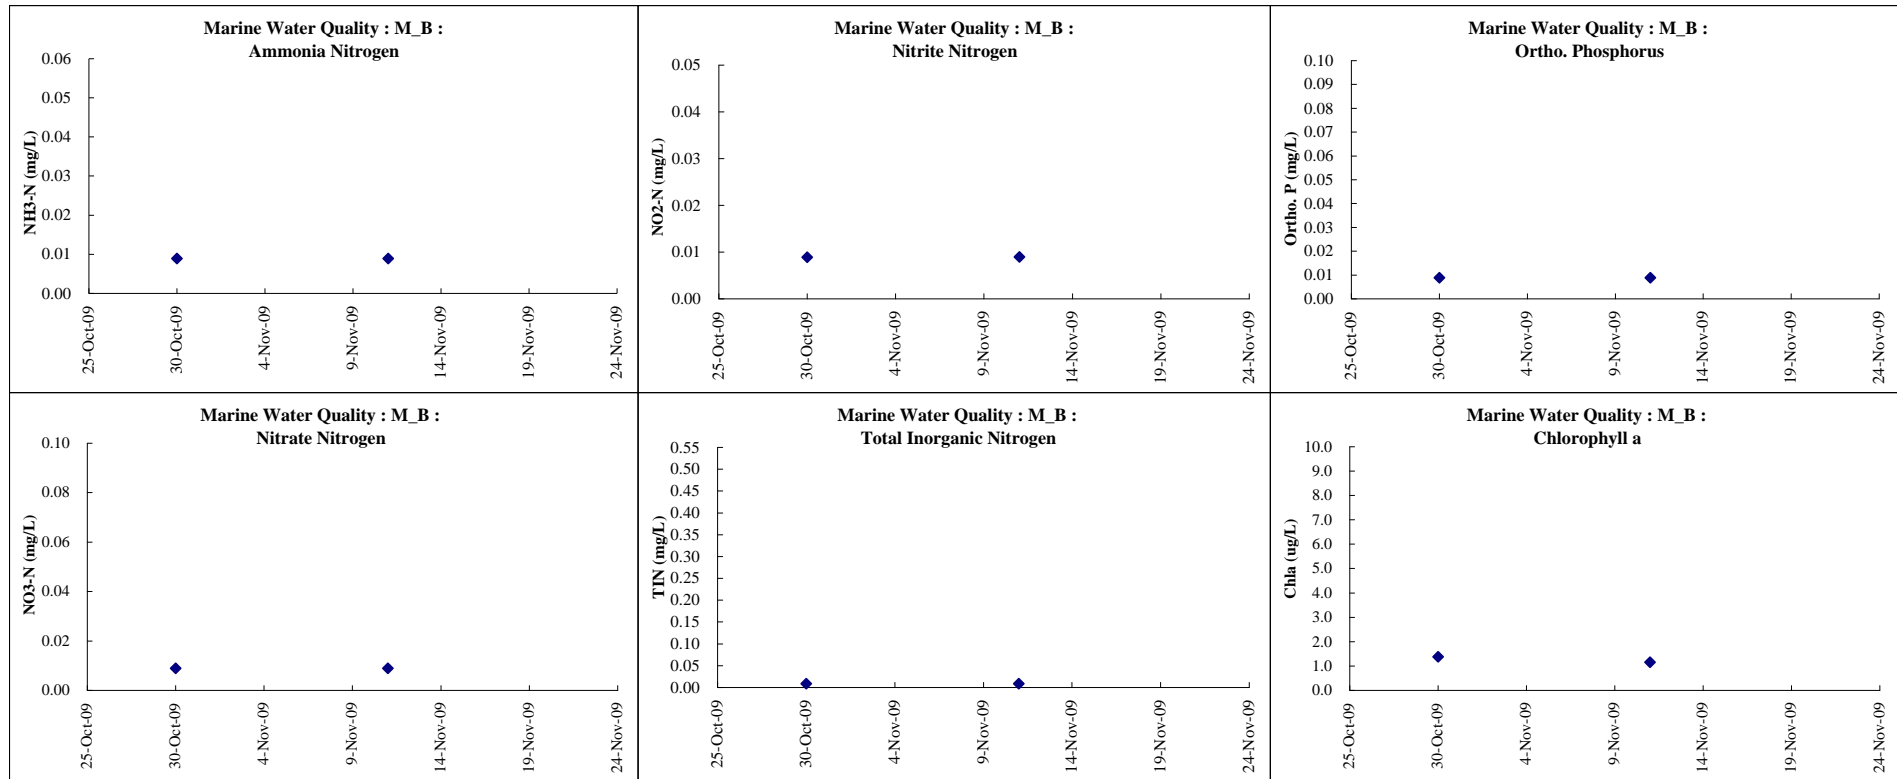 Marine Water Quality : M_B :
Ammonia Nitrogen
NH3-N (mg/L)
0.06
0.05
0.04
0.03
0.02
0.01
0.00
25-Oct-09
30-Oct-09
4-Nov-09
9-Nov-09
14-Nov-09
19-Nov-09
24-Nov-09
Marine Water Quality : M_B :
Nitrite Nitrogen
NO2-N (mg/L)
0.05
0.04
0.03
0.02
0.01
0.00
25-Oct-09
30-Oct-09
4-Nov-09
9-Nov-09
14-Nov-09
19-Nov-09
24-Nov-09
Marine Water Quality : M_B :
Ortho. Phosphorus
Ortho. P (mg/L)
0.10
0.09
0.08
0.07
0.06
0.05
0.04
0.03
0.02
0.01
0.00
25-Oct-09
30-Oct-09
4-Nov-09
9-Nov-09
14-Nov-09
19-Nov-09
24-Nov-09
Marine Water Quality : M_B :
Nitrate Nitrogen
NO3-N (mg/L)
0.10
0.08
0.06
0.04
0.02
0.00
25-Oct-09
30-Oct-09
4-Nov-09
9-Nov-09
14-Nov-09
19-Nov-09
24-Nov-09
Marine Water Quality : M_B :
Total Inorganic Nitrogen
TIN (mg/L)
0.55
0.50
0.45
0.40
0.35
0.30
0.25
0.20
0.15
0.10
0.05
0.00
25-Oct-09
30-Oct-09
4-Nov-09
9-Nov-09
14-Nov-09
19-Nov-09
24-Nov-09
Marine Water Quality : M_B :
Chlorophyll a
Chla (ug/L)
10.0
9.0
8.0
7.0
6.0
5.0
4.0
3.0
2.0
1.0
0.0
25-Oct-09
30-Oct-09
4-Nov-09
9-Nov-09
14-Nov-09
19-Nov-09
24-Nov-09